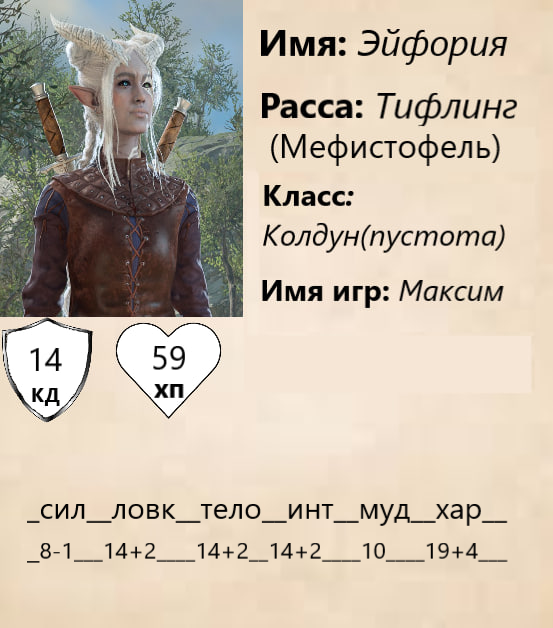 Имя: Эйфория
Расса: Тифлинг
(Мефистофель)
Класс:
Колдун(пустота)
Имя игр: Максим
14
кд
59
хп
_сил__ловк__тело__инт__муд__хар__
_8-1___14+2____14+2__14+2____10____19+4___